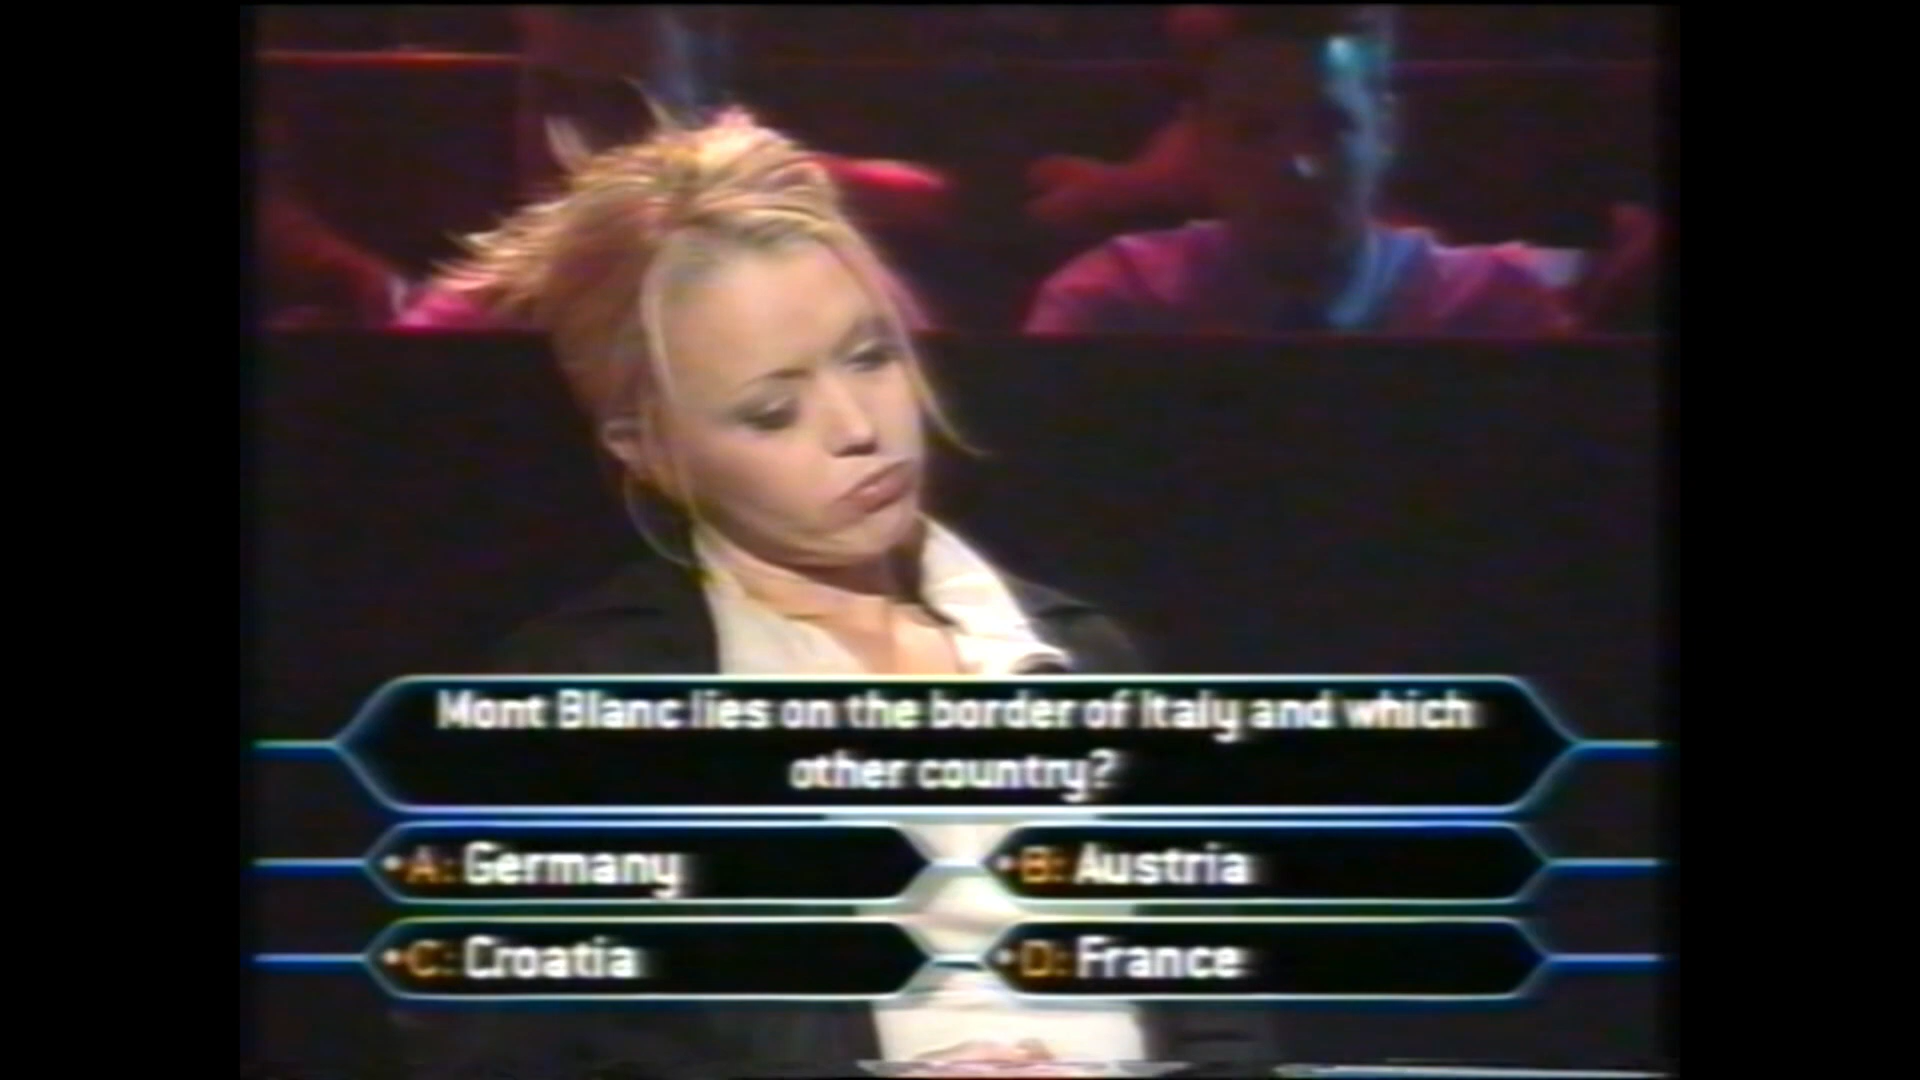 Mont Blanc lies on the border of Italy and which
other country?
•A: Germany
•B: Austria
•C: Croatia
•D: France